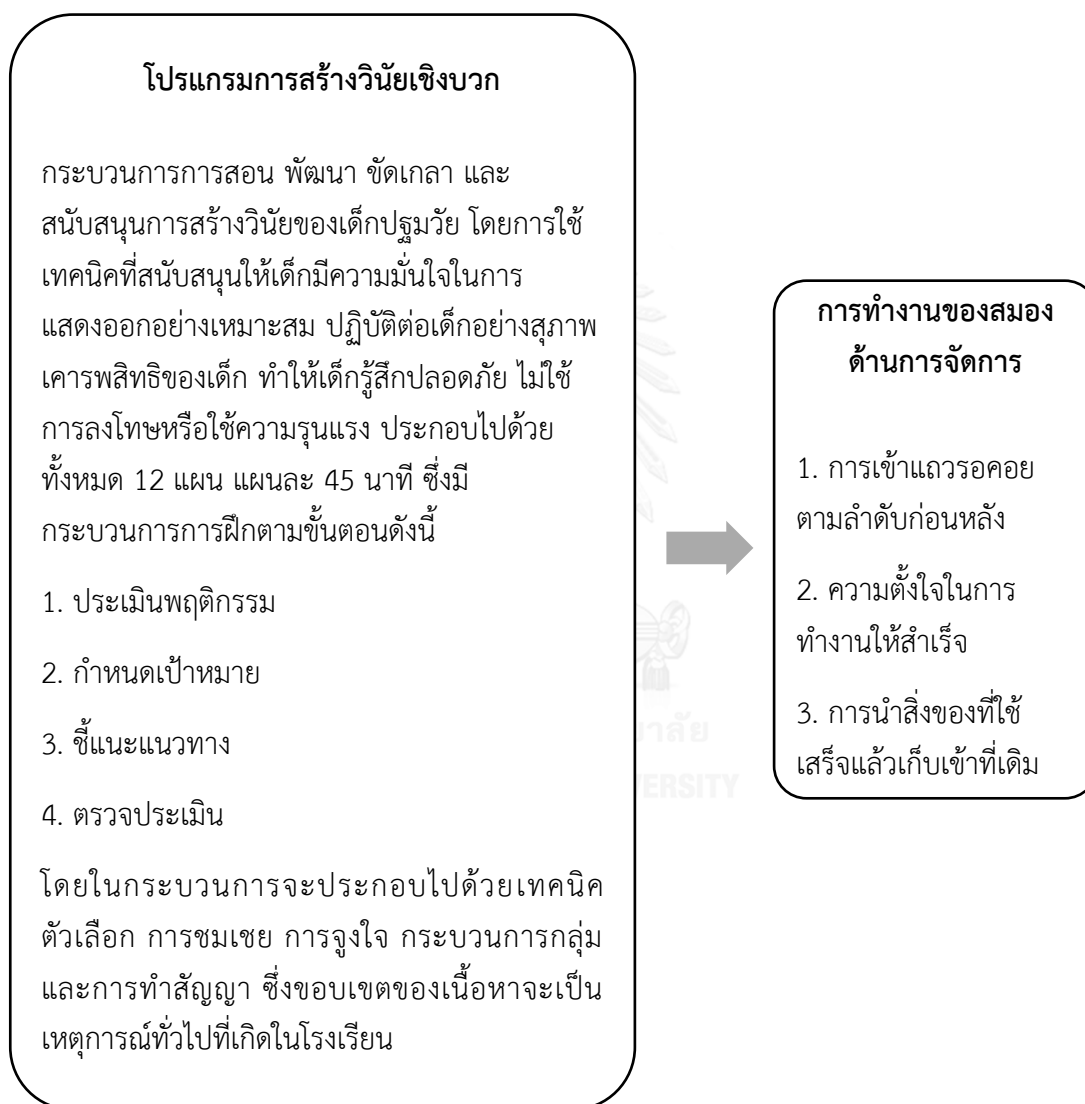 โปรแกรมการสร้างวินัยเชิงบวก
กระบวนการการสอน พัฒนา ขัดเกลา และ
สนับสนุนการสร้างวินัยของเด็กปฐมวัย โดยการใช้
เทคนิคที่สนับสนุนให้เด็กมีความมั่นใจในการ
แสดงออกอย่างเหมาะสม ปฏิบัติต่อเด็กอย่างสุภาพ
เคารพสิทธิของเด็ก ทำให้เด็กรู้สึกปลอดภัย ไม่ใช้
การลงโทษหรือใช้ความรุนแรง ประกอบไปด้วย
ทั้งหมด 12 แผน แผนละ 45 นาที ซึ่งมี
กระบวนการการฝึกตามขั้นตอนดังนี้
1. ประเมินพฤติกรรม
2. กำหนดเป้าหมาย
3. ชี้แนะแนวทาง
4. ตรวจประเมิน
โดยในกระบวนการจะประกอบไปด้วยเทคนิค
ตัวเลือก การชมเชย การจูงใจ กระบวนการกลุ่ม
และการทำสัญญา ซึ่งขอบเขตของเนื้อหาจะเป็น
เหตุการณ์ทั่วไปที่เกิดในโรงเรียน
การทำงานของสมอง
ด้านการจัดการ
1. การเข้าแถวรอคอย
ตามลำดับก่อนหลัง
2. ความตั้งใจในการ
ทำงานให้สำเร็จ
3. การนำสิ่งของที่ใช้
เสร็จแล้วเก็บเข้าที่เดิม